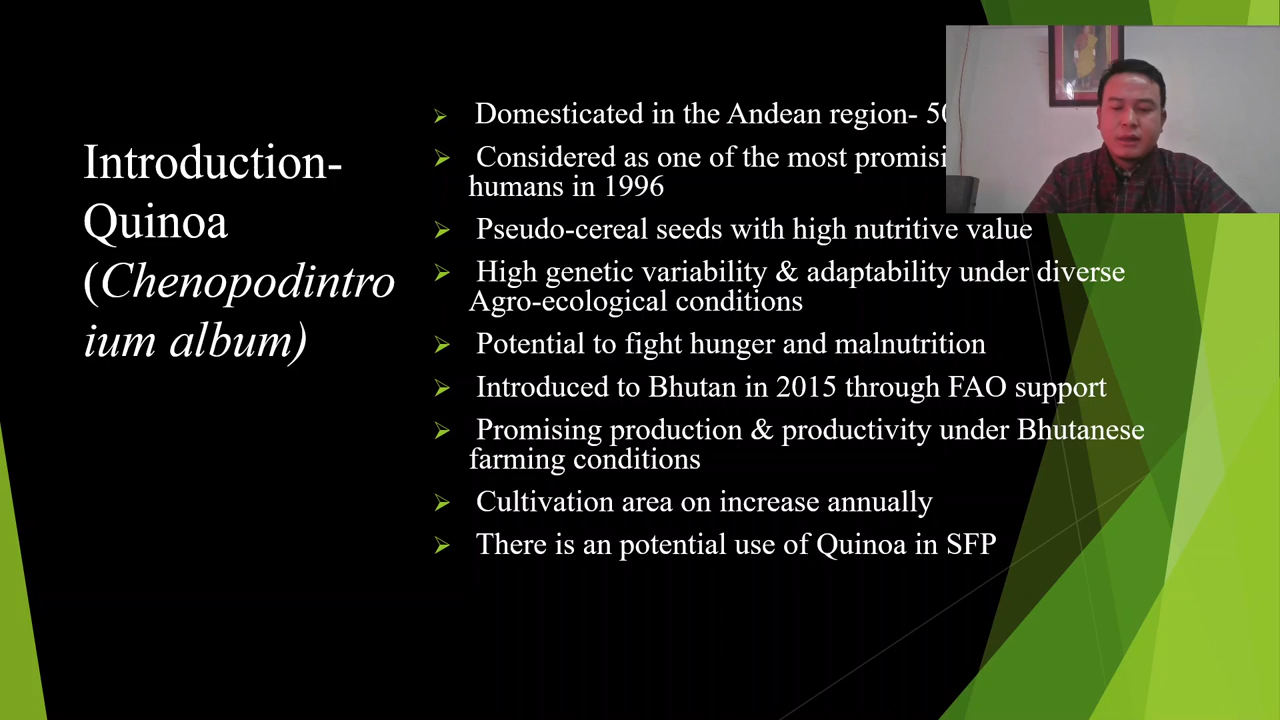 Introduction-
Quinoa
(Chenopodintro
ium album)
Domesticated in the Andean region-
Considered as one of the most
humans in 1996
Pseudo-cereal seeds with high nutritive value
High genetic variability & adaptability under diverse
Agro-ecological conditions
Potential to fight hunger and malnutrition
Introduced to Bhutan in 2015 through FAO support
Promising production & productivity under Bhutanese
farming conditions
Cultivation area on increase annually
There is an potential use of Quinoa in SFP